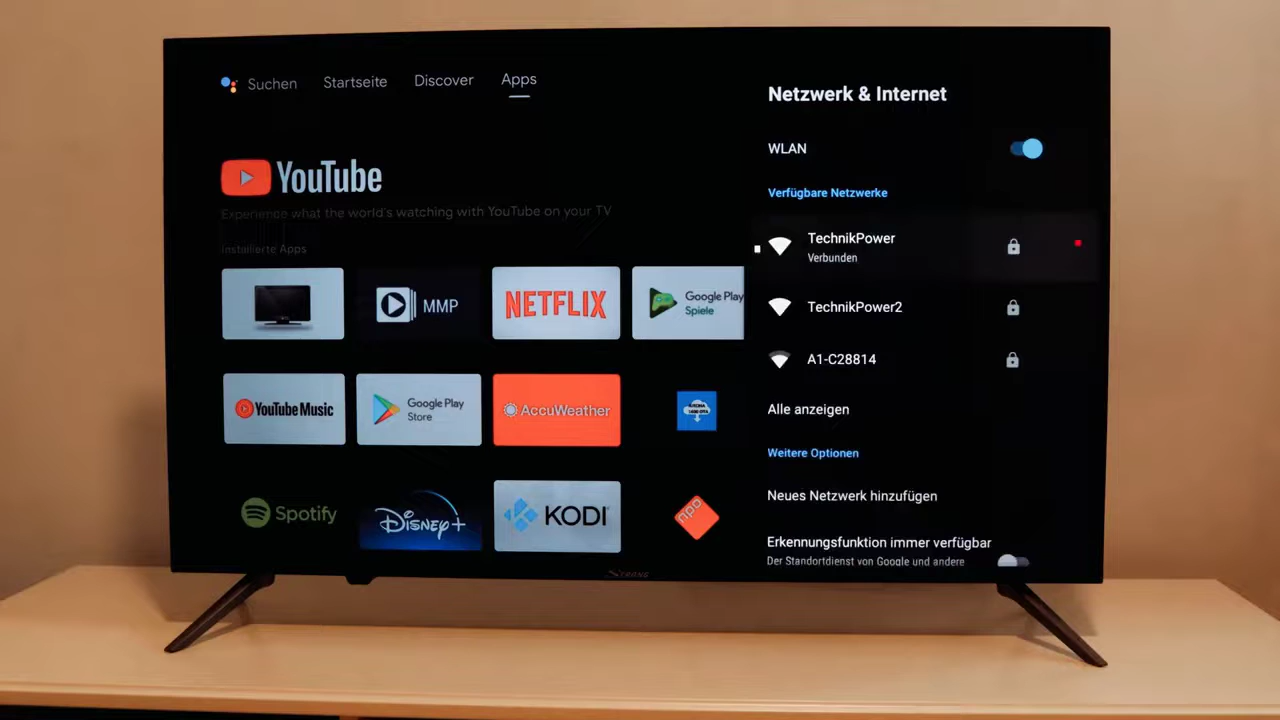 Suchen Startseite Discover Apps
YouTube
Experience what the world's watching with YouTube on your TV
Installierte Apps
MMP
NETFLIX
Google Play
Spiele
YouTube Music
Google Play
Store
AccuWeather
Spotify
Disney+
KODI
npo
STRONG
Netzwerk & Internet
WLAN
Verfügbare Netzwerke
TechnikPower
Verbunden
TechnikPower2
A1-C28814
Alle anzeigen
Weitere Optionen
Neues Netzwerk hinzufügen
Erkennungsfunktion immer verfügbar
Der Standortdienst von Google und andere